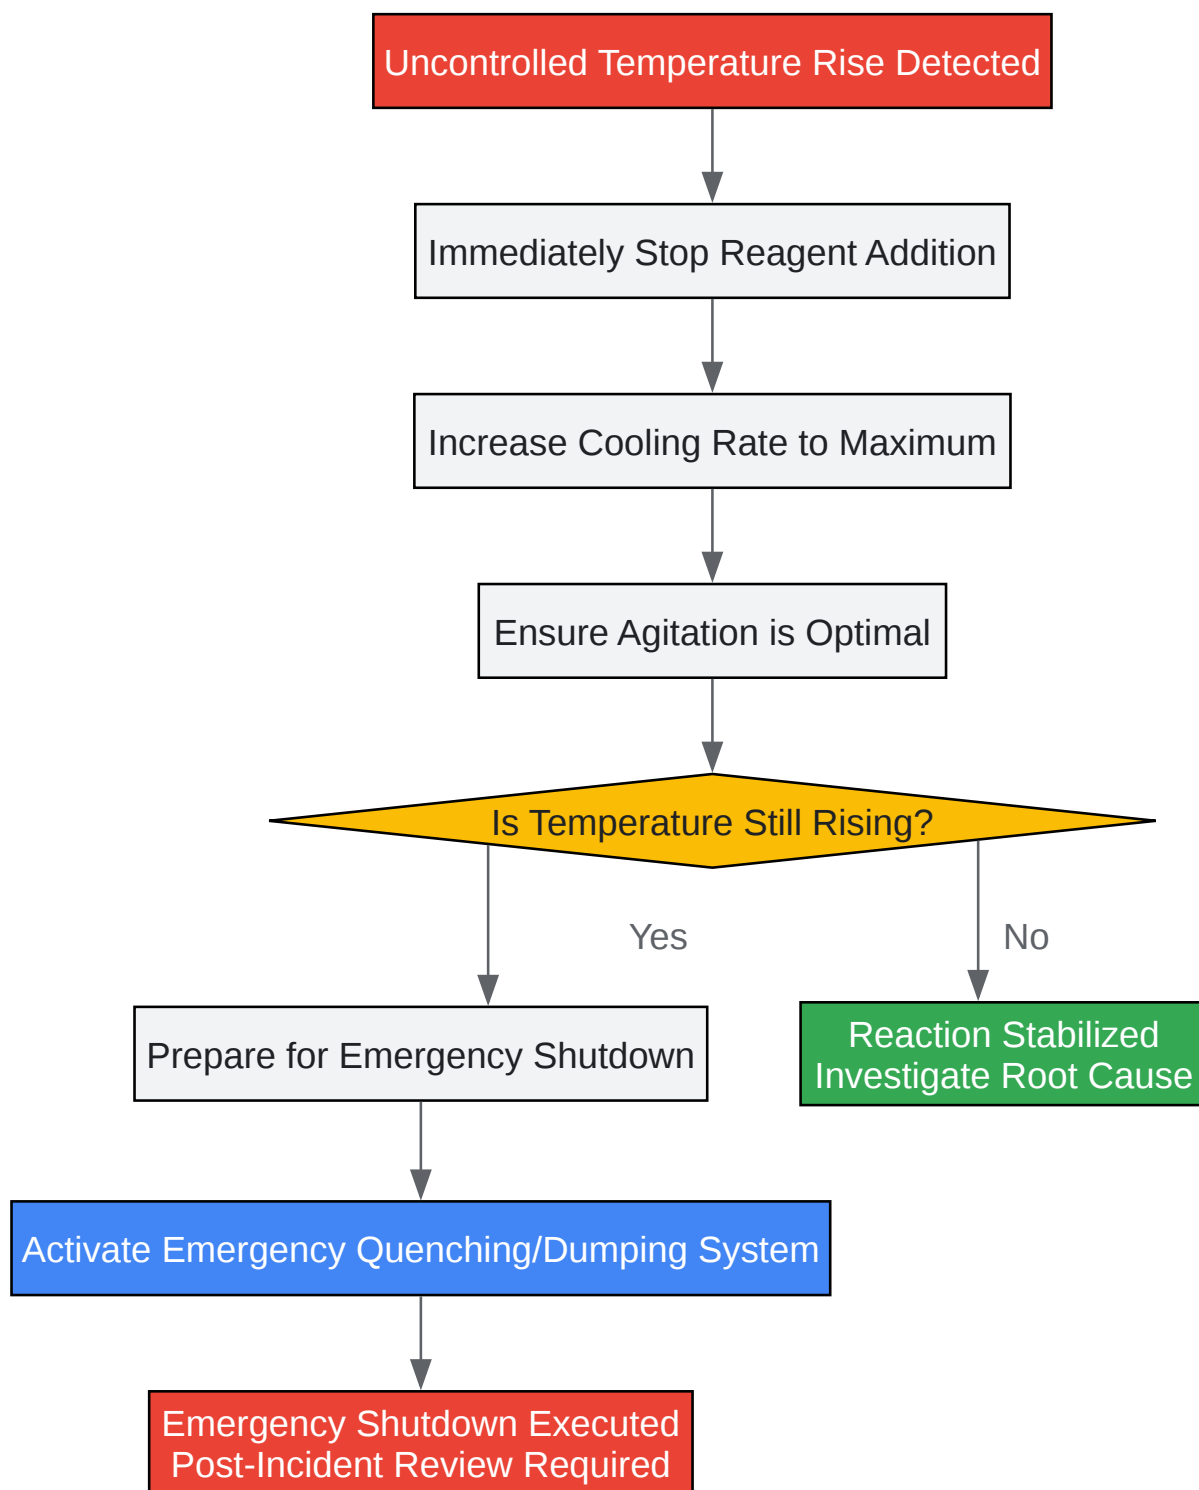 Uncontrolled Temperature Rise Detected
Immediately Stop Reagent Addition
Increase Cooling Rate to Maximum
Ensure Agitation is Optimal
Is Temperature Still Rising?
Yes
No
Prepare for Emergency Shutdown
Reaction Stabilized
Investigate Root Cause
Activate Emergency Quenching/Dumping System
Emergency Shutdown Executed
Post-Incident Review Required